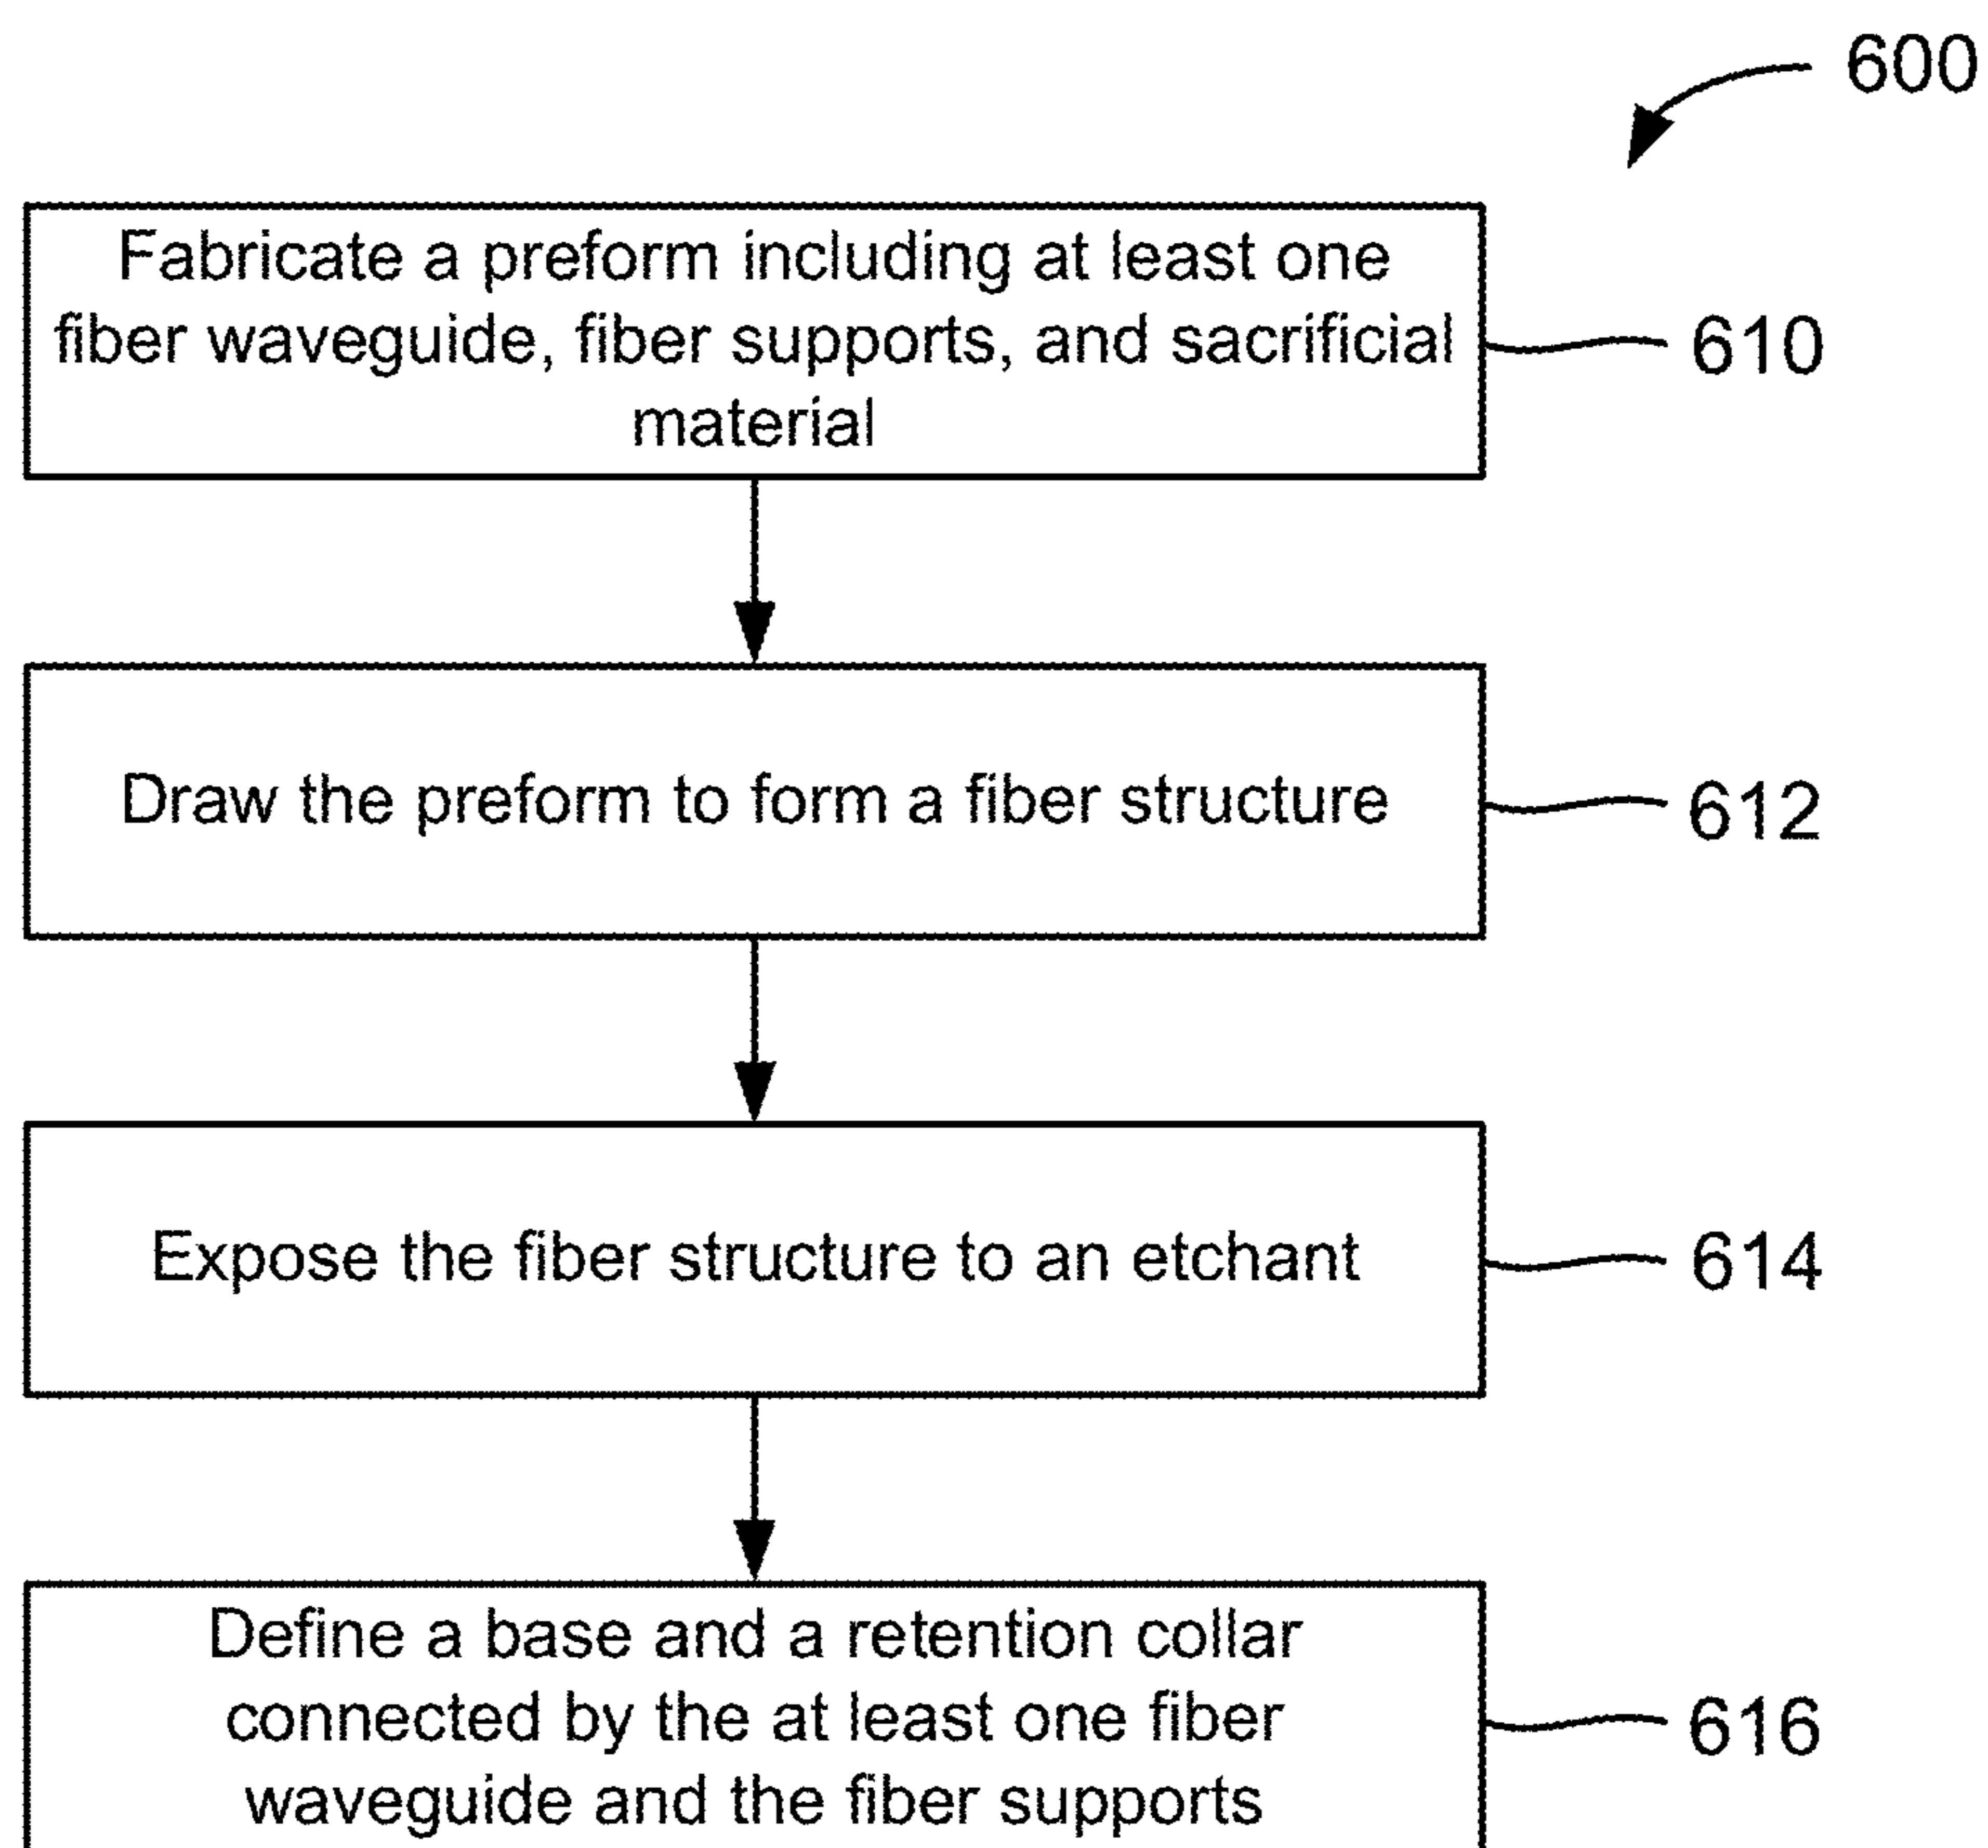 600
Fabricate a preform including at least one
fiber waveguide, fiber supports, and sacrificial
material
610
Draw the preform to form a fiber structure
612
Expose the fiber structure to an etchant
614
Define a base and a retention collar
connected by the at least one fiber
waveguide and the fiber supports
616